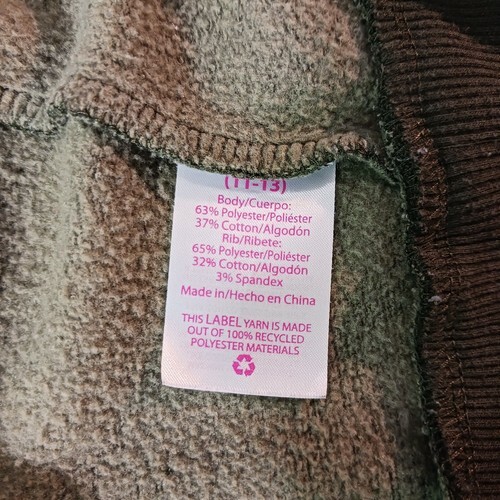 (11-13)
Body/Cuerpo:
63% Polyester/Poliéster
37% Cotton/Algodón
Rib/Ribete:
65% Polyester/Poliéster
32% Cotton/Algodón
3% Spandex
Made in/Hecho en China
THIS LABEL YARN IS MADE
OUT OF 100% RECYCLED
POLYESTER MATERIALS